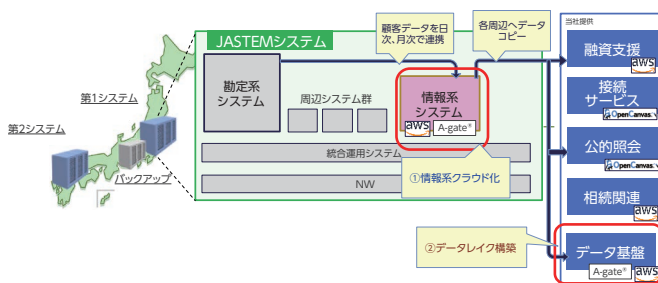 第1システム
第2システム
バックアップ
JASTEMシステム
勘定系
システム
周辺システム群
顧客データを日
次、月次で連携
各周辺へデータ
コピー
情報系
システム
aws
A-gate®
統合運用システム
①情報系クラウド化
NW
②データレイク構築
当社提供
融資支援
aws
接続
サービス
OpenCanvas
公的照会
OpenCanvas
相続関連
aws
データ基盤
A-gate®
aws